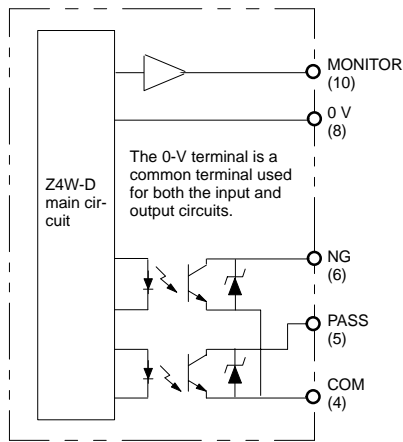 MONITOR
(10)
0 V
(8)
The 0-V terminal is a
common terminal used
for both the input and
output circuits.
Z4W-D
main cir-
cuit
NG
(6)
PASS
(5)
COM
(4)